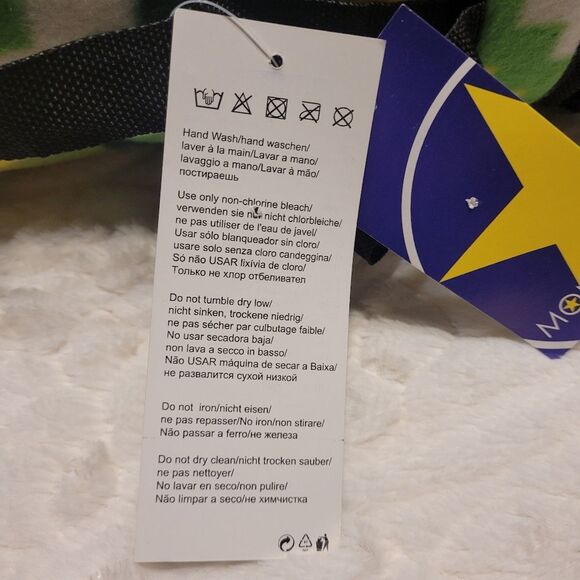 Hand Wash/hand waschen/
laver à la main/Lavar a mano/
lavaggio a mano/Lavar à mão/
постираешь
Use only non-chlorine bleach/
verwenden sie nicht chlorbleiche/
ne pas utiliser de l'eau de javel/
Usar sólo blanqueador sin cloro/
usare solo senza cloro candeggina/
Só não USAR lixívia de cloro/
Только не хлор отбеливател
Do not tumble dry low/
nicht sinken, trockene niedrig/
ne pas sécher par culbutage faible/
No usar secadora baja/
non lava a secco in basso/
Não USAR máquina de secar a Baixa/
не развалится сухой низкой
Do not iron/nicht eisen/
ne pas repasser/No iron/non stirare/
Não passar a ferro/не железа
Do not dry clean/nicht trocken sauber/
ne pas nettoyer/
No lavar en seco/non pulire/
Não limpar a seco/не химчистка